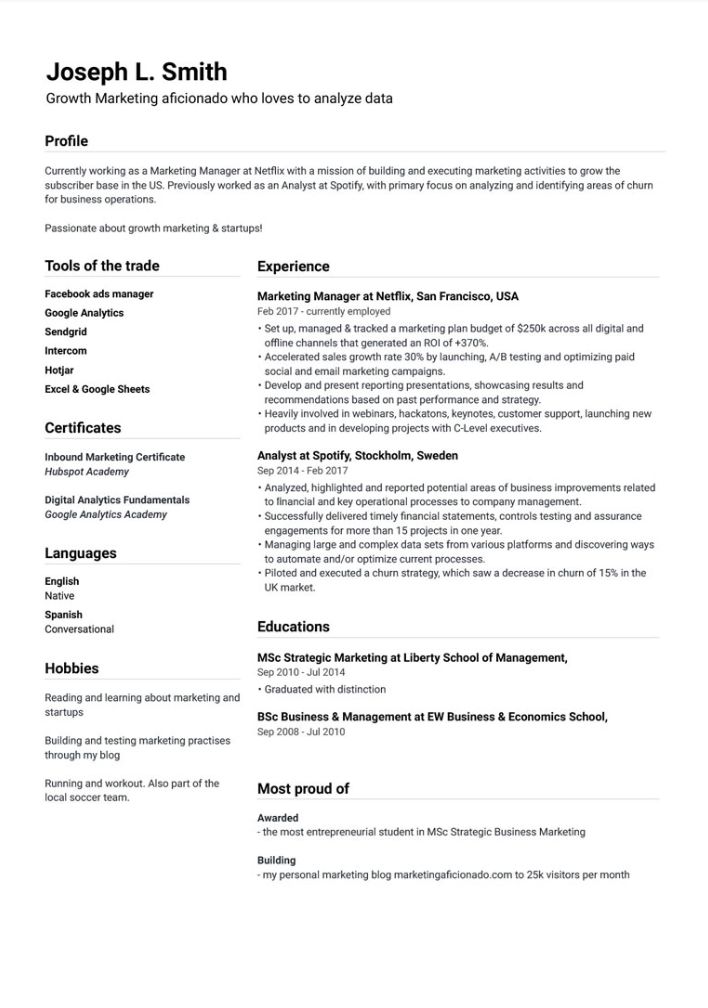 Joseph L. Smith
Growth Marketing aficionado who loves to analyze data
Profile
Currently working as a Marketing Manager at Netflix with a mission of building and executing marketing activities to grow the
subscriber base in the US. Previously worked as an Analyst at Spotify, with primary focus on analyzing and identifying areas of churn
for business operations.
Passionate about growth marketing & startups!
Tools of the trade
Facebook ads manager
Google Analytics
Sendgrid
Intercom
Hotjar
Excel & Google Sheets
Certificates
Inbound Marketing Certificate
Hubspot Academy
Digital Analytics Fundamentals
Google Analytics Academy
Languages
English
Native
Spanish
Conversational
Hobbies
Reading and learning about marketing and
startups
Building and testing marketing practises
through my blog
Running and workout. Also part of the
local soccer team.
Experience
Marketing Manager at Netflix, San Francisco, USA
Feb 2017 - currently employed
• Set up, managed & tracked a marketing plan budget of $250k across all digital and
offline channels that generated an ROI of +370%.
• Accelerated sales growth rate 30% by launching, A/B testing and optimizing paid
social and email marketing campaigns.
• Develop and present reporting presentations, showcasing results and
recommendations based on past performance and strategy.
• Heavily involved in webinars, hackatons, keynotes, customer support, launching new
products and in developing projects with C-Level executives.
Analyst at Spotify, Stockholm, Sweden
Sep 2014 - Feb 2017
• Analyzed, highlighted and reported potential areas of business improvements related
to financial and key operational processes to company management.
• Successfully delivered timely financial statements, controls testing and assurance
engagements for more than 15 projects in one year.
• Managing large and complex data sets from various platforms and discovering ways
to automate and/or optimize current processes.
• Piloted and executed a churn strategy, which saw a decrease in churn of 15% in the
UK market.
Educations
MSc Strategic Marketing at Liberty School of Management,
Sep 2010 - Jul 2014
• Graduated with distinction
BSc Business & Management at EW Business & Economics School,
Sep 2008 - Jul 2010
Most proud of
Awarded
- the most entrepreneurial student in MSc Strategic Business Marketing
Building
- my personal marketing blog marketingaficionado.com to 25k visitors per month